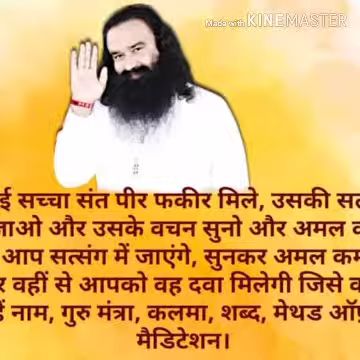 Made with KINEMASTER
सच्चा संत पीर फकीर मिले, उसकी
और उसके वचन सुनो और अमल
आप सत्संग में जाएंगे, सुनकर अमल
वहीं से आपको वह दवा मिलेगी जिसे
नाम, गुरु मंत्रा, कलमा, शब्द, मेथड
मैडिटेशन।